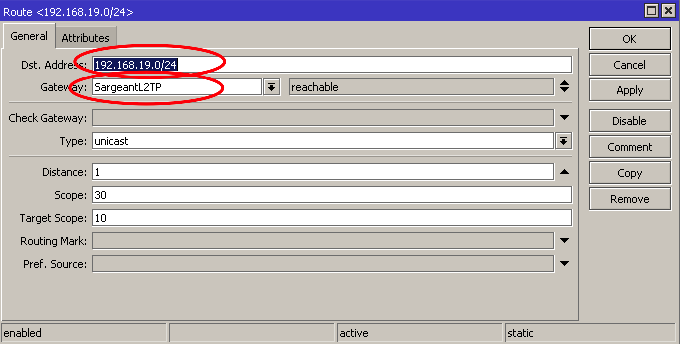 Route <192.168.19.0/24>
General Attributes
Dst. Address: 192.168.19.0/24
Gateway: SargeantL2TP reachable
Check Gateway:
Type: unicast
Distance: 1
Scope: 30
Target Scope: 10
Routing Mark:
Pref. Source:
OK
Cancel
Apply
Disable
Comment
Copy
Remove
enabled active static